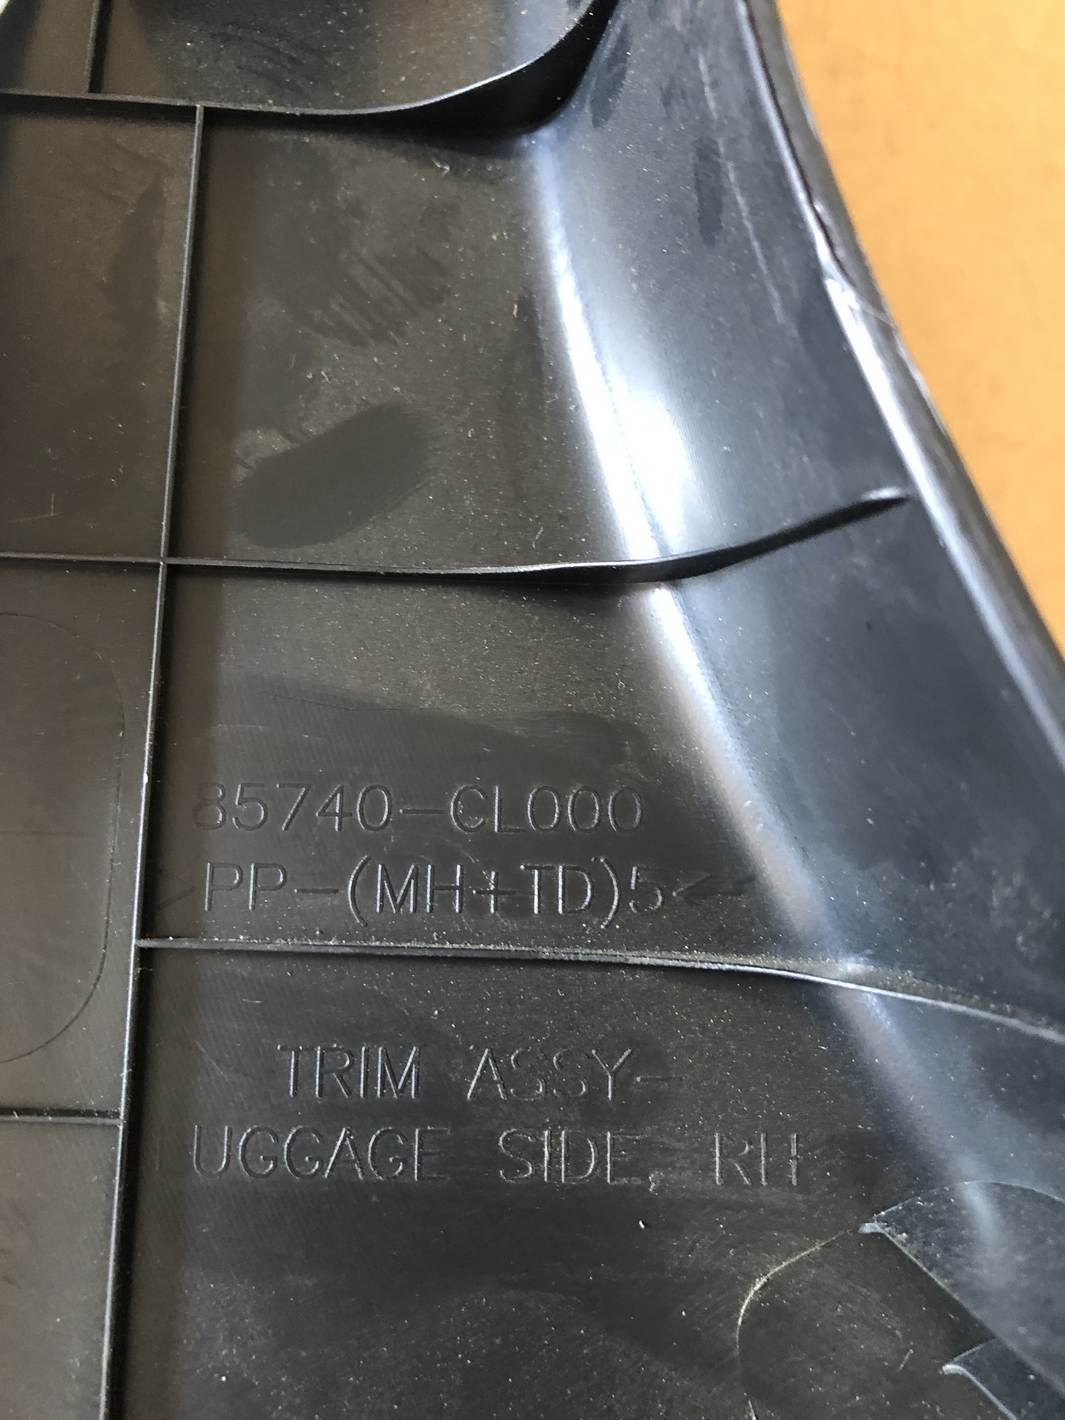 85740-CL000
>PP-(MH+TD)5<
TRIM ASSY-
LUGGAGE SIDE, RH